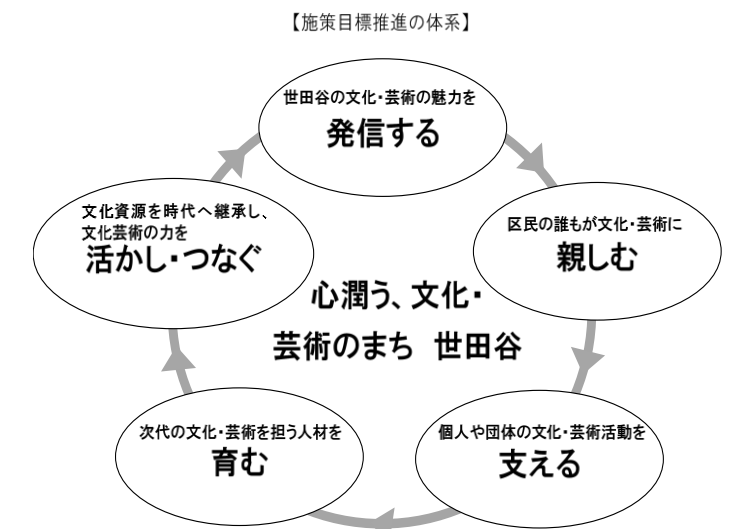 【施策目標推進の体系】
世田谷の文化・芸術の魅力を
発信する
区民の誰もが文化・芸術に
親しむ
個人や団体の文化・芸術活動を
支える
次代の文化・芸術を担う人材を
育む
文化資源を時代へ継承し、
文化芸術の力を
活かし・つなぐ
心潤う、文化・
芸術のまち　世田谷